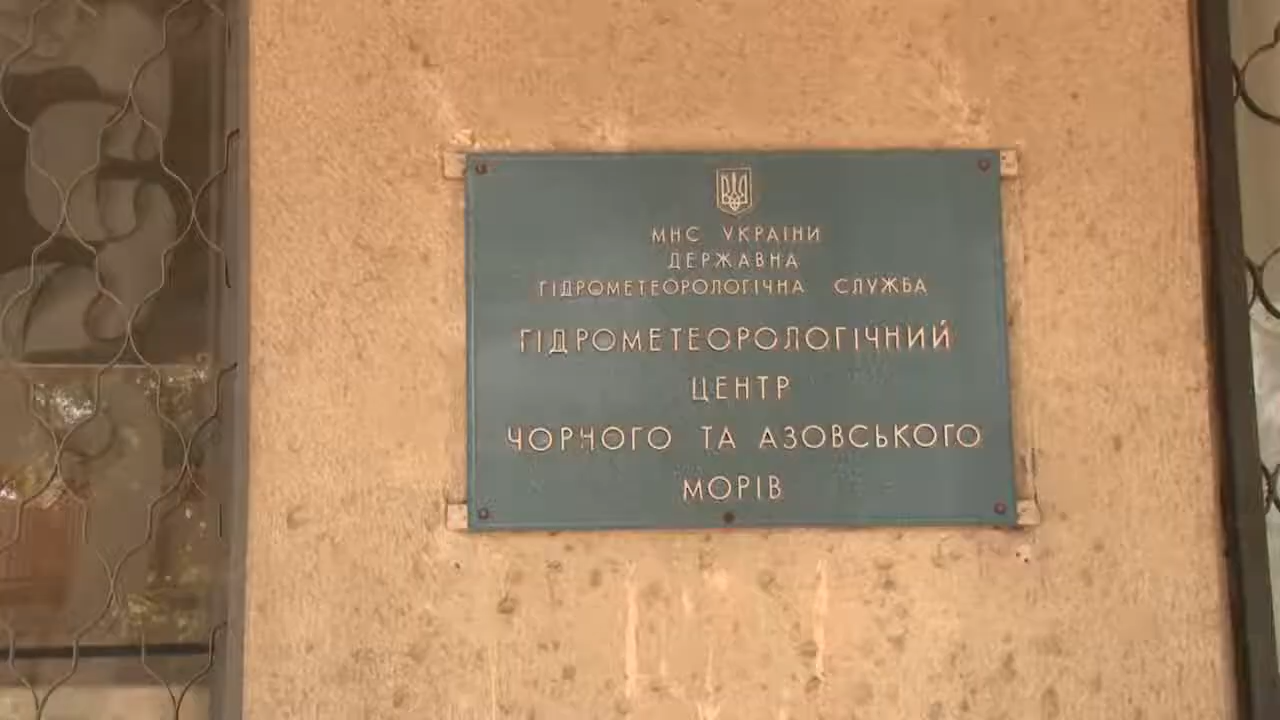 МНС УКРАЇНИ
ДЕРЖАВНА
ГІДРОМЕТЕОРОЛОГІЧНА СЛУЖБА
ГІДРОМЕТЕОРОЛОГІЧНИЙ
ЦЕНТР
ЧОРНОГО ТА АЗОВСЬКОГО
МОРІВ